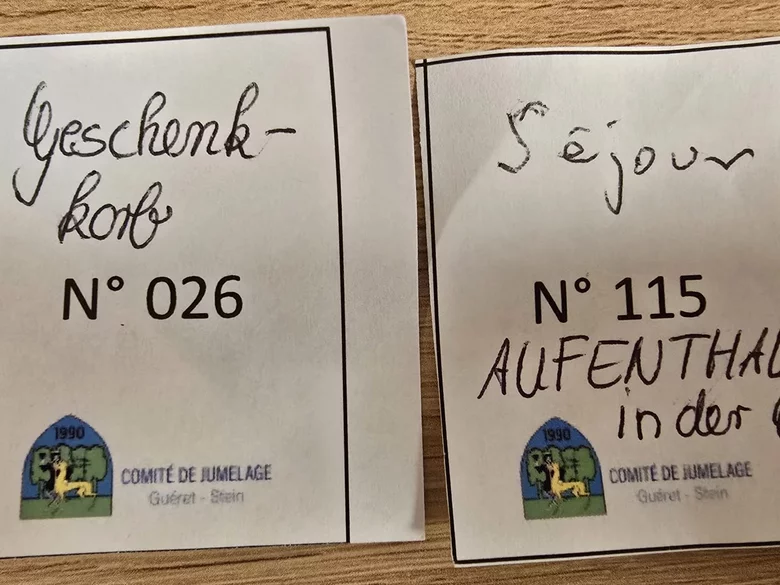 Geschenk-
korb
N° 026
1990
COMITÉ DE JUMELAGE
Guéret - Stein
Séjour
N° 115
AUFENTHAL
in der
1990
COMITÉ DE JUMELAGE
Guéret - Stein